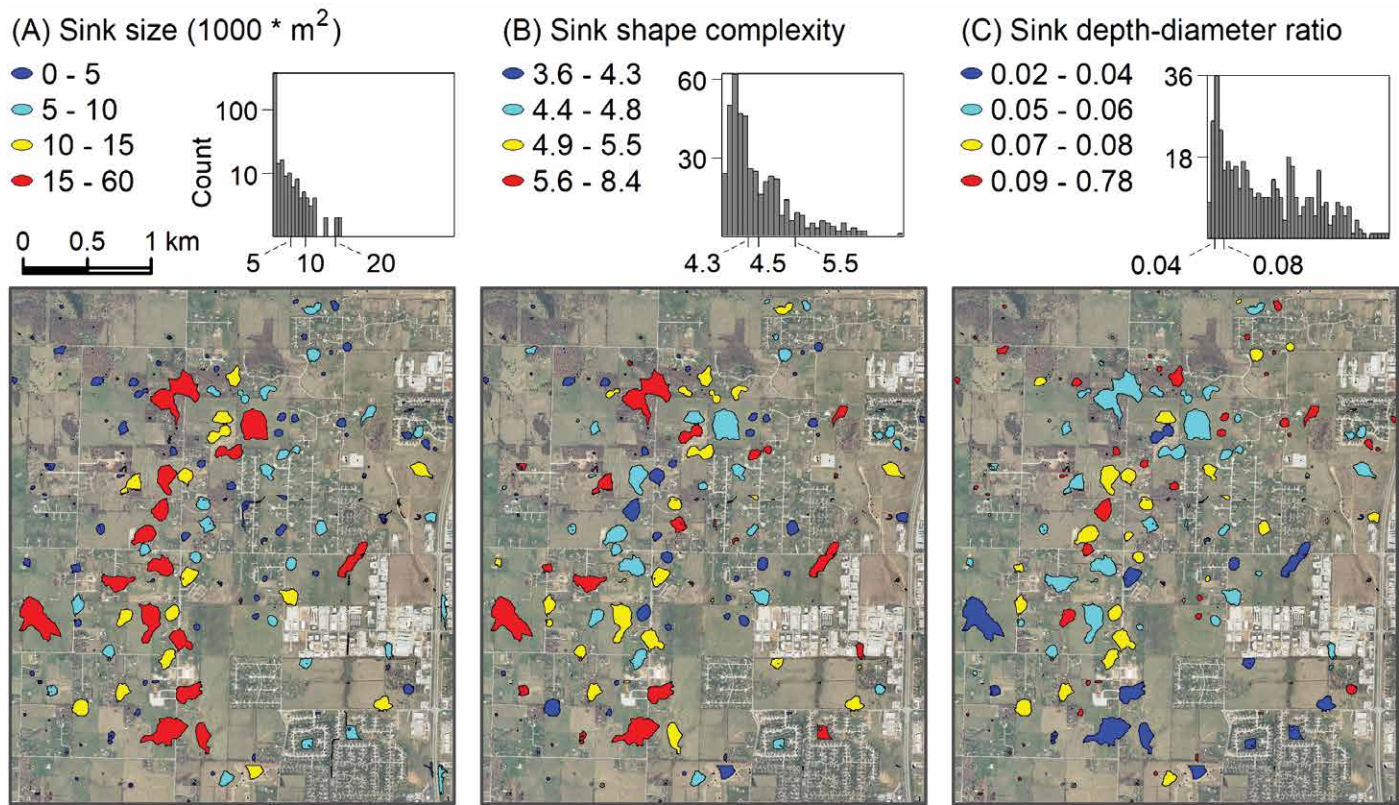 (A) Sink size (1000 * m²)
0 - 5
5 - 10
10 - 15
15 - 60
0 0.5 1 km
Count
100
10
5 10 20
(B) Sink shape complexity
3.6 - 4.3
4.4 - 4.8
4.9 - 5.5
5.6 - 8.4
60
30
4.3 4.5 5.5
(C) Sink depth-diameter ratio
0.02 - 0.04
0.05 - 0.06
0.07 - 0.08
0.09 - 0.78
36
18
0.04 0.08